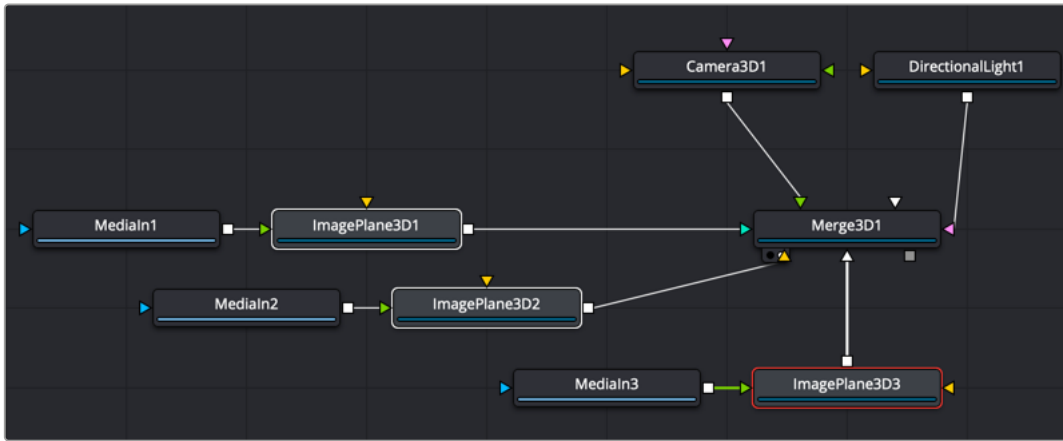 Camera3D1
DirectionalLight1
MediaIn1
ImagePlane3D1
Merge3D1
MediaIn2
ImagePlane3D2
MediaIn3
ImagePlane3D3